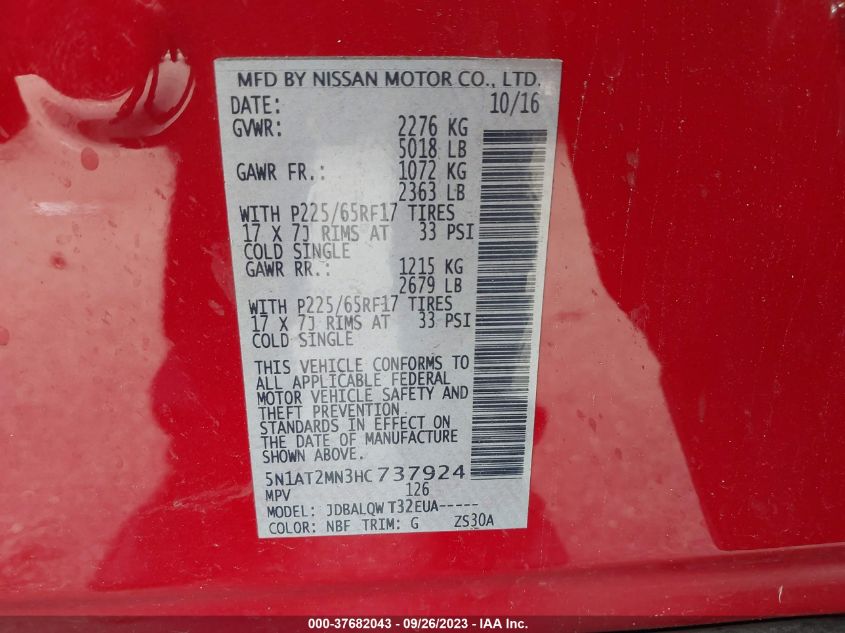 MFD BY NISSAN MOTOR CO., LTD.
DATE: 10/16
GVWR: 2276 KG
5018 LB
GAWR FR.: 1072 KG
2363 LB
WITH P225/65RF17 TIRES
17 X 7J RIMS AT 33 PSI
COLD SINGLE
GAWR RR.: 1215 KG
2679 LB
WITH P225/65RF17 TIRES
17 X 7J RIMS AT 33 PSI
COLD SINGLE
THIS VEHICLE CONFORMS TO
ALL APPLICABLE FEDERAL
MOTOR VEHICLE SAFETY AND
THEFT PREVENTION
STANDARDS IN EFFECT ON
THE DATE OF MANUFACTURE
SHOWN ABOVE.
5N1AT2MN3HC737924
MPV 126
MODEL: JDBALQW T32EUA-----
COLOR: NBF TRIM: G ZS30A
000-37682043 - 09/26/2023 - IAA Inc.